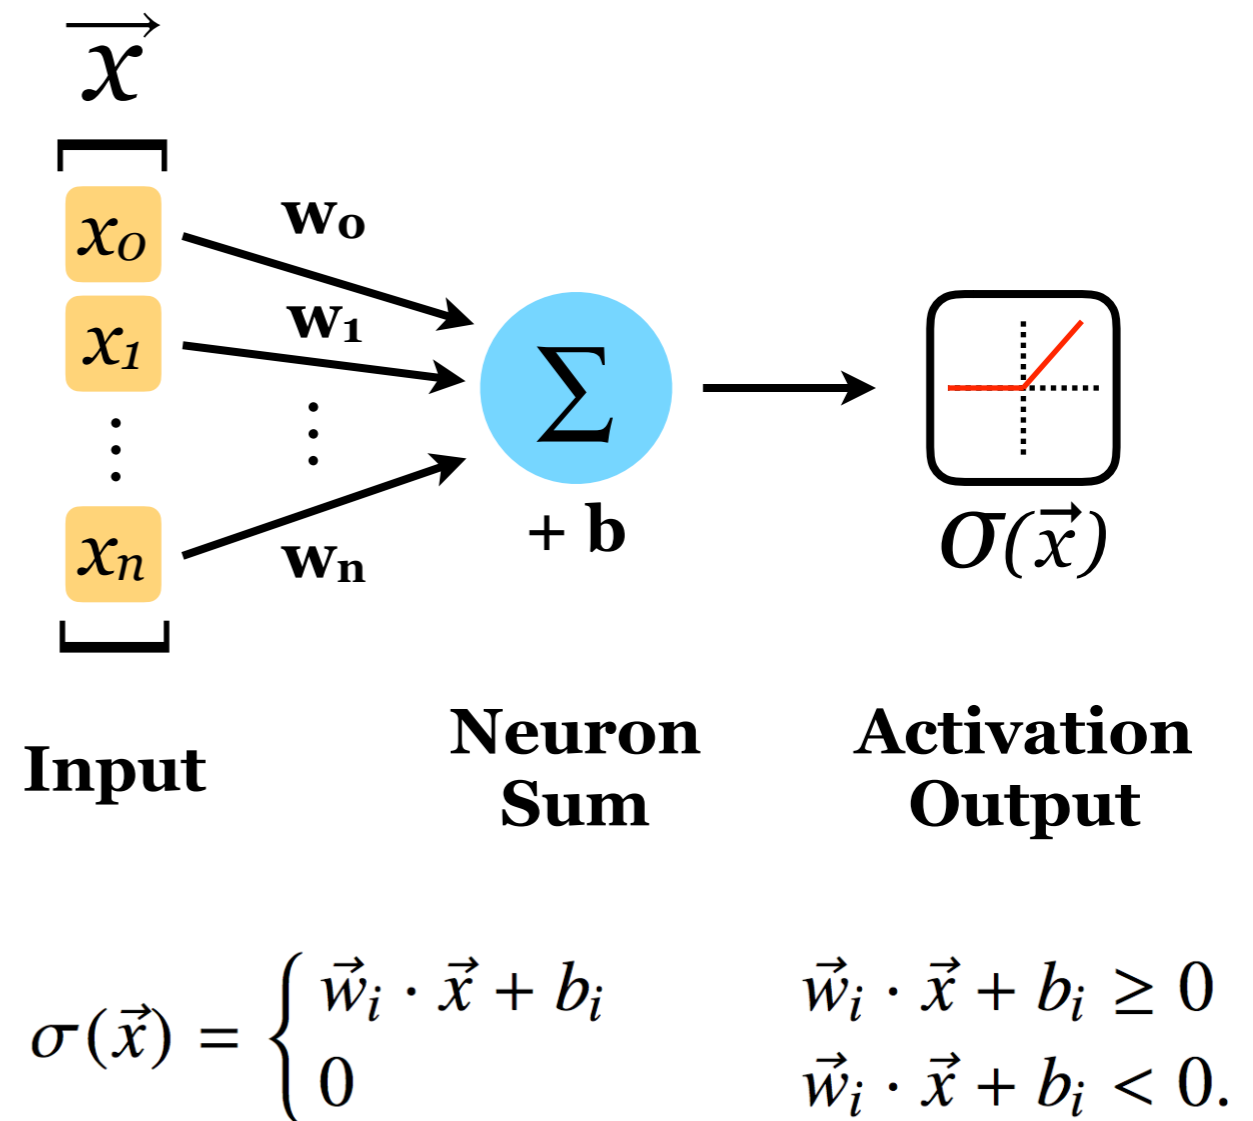 x⃗
x₀
w₀
x₁
w₁
⋮
⋮
xₙ
wₙ
∑
+ b
σ(x⃗)
Input
Neuron
Sum
Activation
Output
σ(x⃗) = { w⃗ᵢ · x⃗ + bᵢ    w⃗ᵢ · x⃗ + bᵢ ≥ 0
0    w⃗ᵢ · x⃗ + bᵢ < 0.